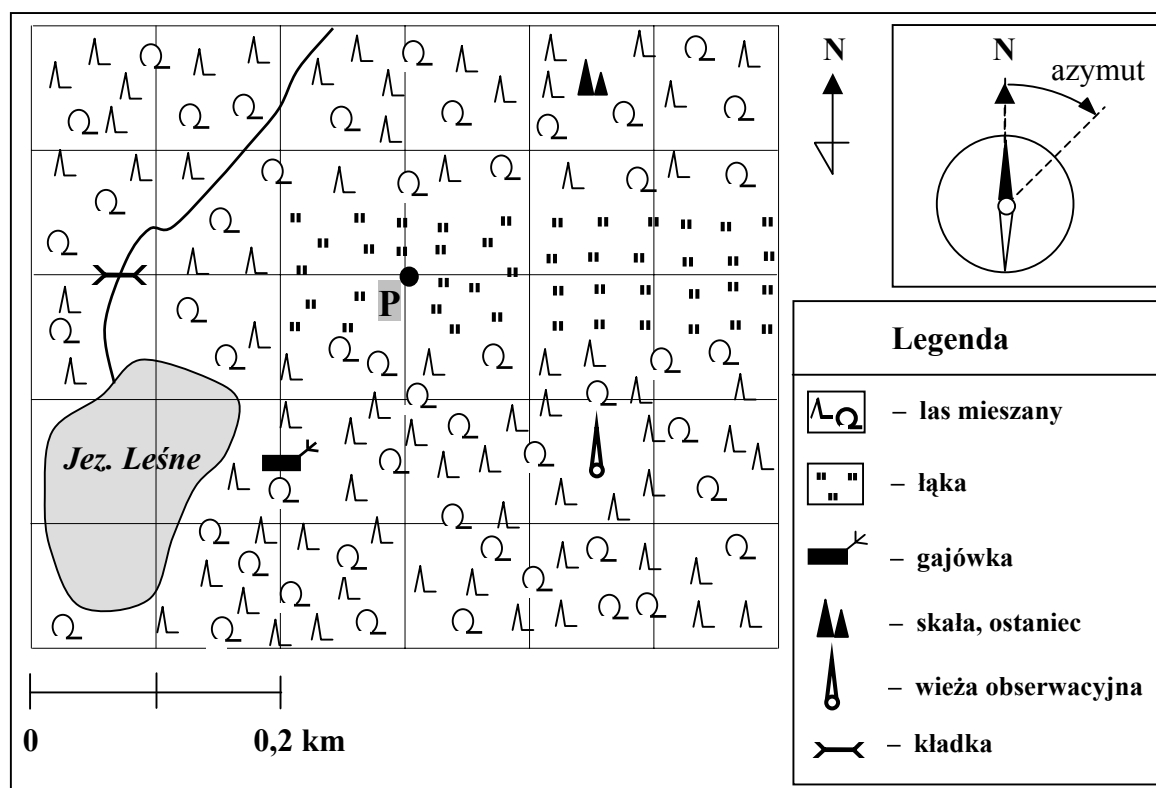 N
N
azymut
P
Jez. Leśne
0
0,2 km
Legenda
– las mieszany
– łąka
– gajówka
– skała, ostaniec
– wieża obserwacyjna
– kładka